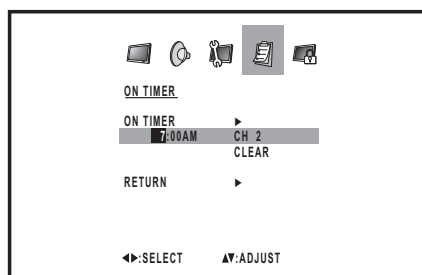 ON TIMER
ON TIMER ▶
7:00AM CH 2
CLEAR
RETURN ▶
◀▶:SELECT ▲▼:ADJUST